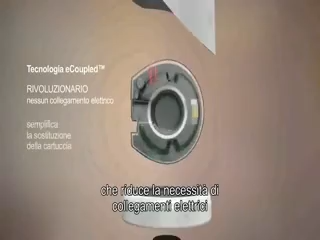 Tecnologia eCoupled™
RIVOLUZIONARIO
nessun collegamento elettrico
semplifica
la sostituzione
della cartuccia
che riduce la necessità di
collegamenti elettrici